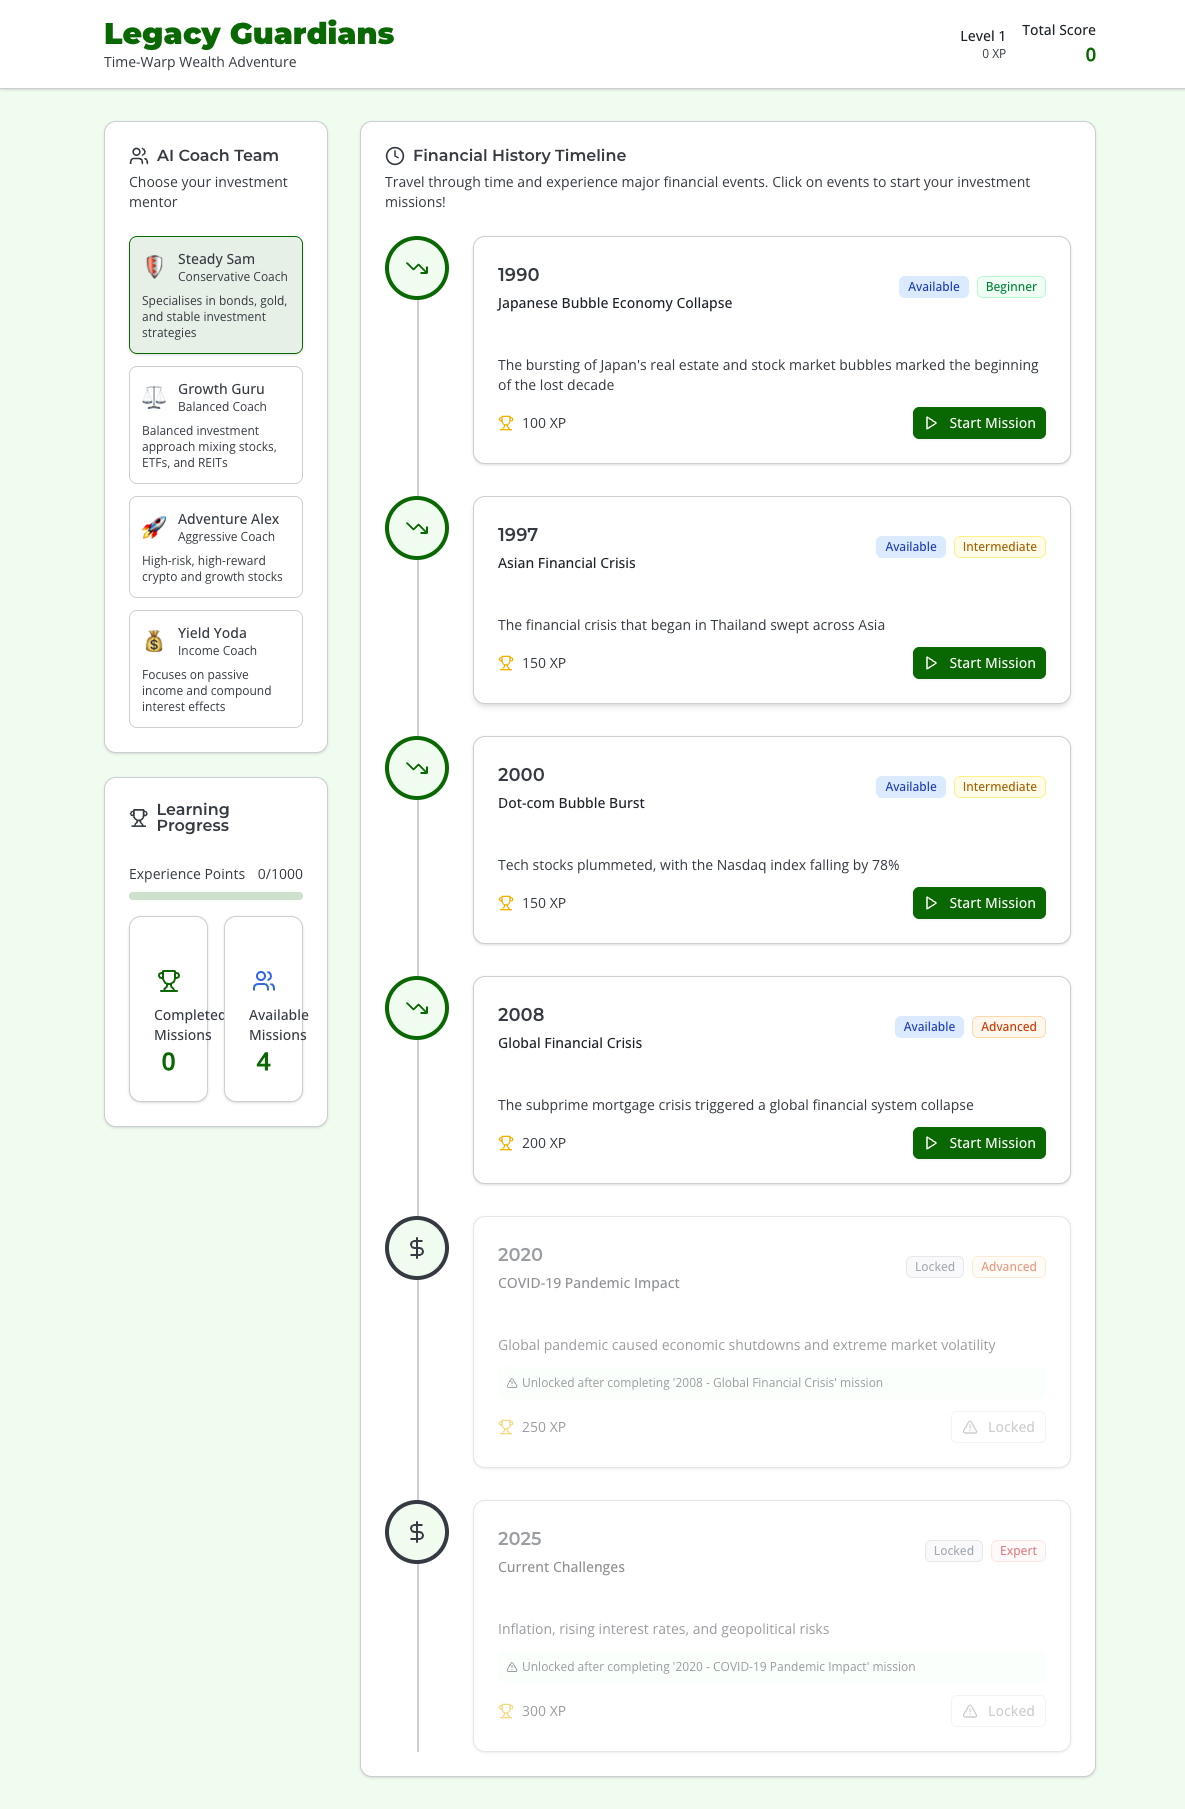 Legacy Guardians
Time-Warp Wealth Adventure
Level 1
0 XP
Total Score
0
AI Coach Team
Choose your investment
mentor
Steady Sam
Conservative Coach
Specialises in bonds, gold,
and stable investment
strategies
Growth Guru
Balanced Coach
Balanced investment
approach mixing stocks,
ETFs, and REITs
Adventure Alex
Aggressive Coach
High-risk, high-reward
crypto and growth stocks
Yield Yoda
Income Coach
Focuses on passive
income and compound
interest effects
Learning
Progress
Experience Points 0/1000
Completed
Missions
0
Available
Missions
4
Financial History Timeline
Travel through time and experience major financial events. Click on events to start your investment
missions!
1990
Japanese Bubble Economy Collapse
Available Beginner
The bursting of Japan's real estate and stock market bubbles marked the beginning
of the lost decade
100 XP
Start Mission
1997
Asian Financial Crisis
Available Intermediate
The financial crisis that began in Thailand swept across Asia
150 XP
Start Mission
2000
Dot-com Bubble Burst
Available Intermediate
Tech stocks plummeted, with the Nasdaq index falling by 78%
150 XP
Start Mission
2008
Global Financial Crisis
Available Advanced
The subprime mortgage crisis triggered a global financial system collapse
200 XP
Start Mission
2020
COVID-19 Pandemic Impact
Locked Advanced
Global pandemic caused economic shutdowns and extreme market volatility
Unlocked after completing '2008 - Global Financial Crisis' mission
250 XP
Locked
2025
Current Challenges
Locked Expert
Inflation, rising interest rates, and geopolitical risks
Unlocked after completing '2020 - COVID-19 Pandemic Impact' mission
300 XP
Locked